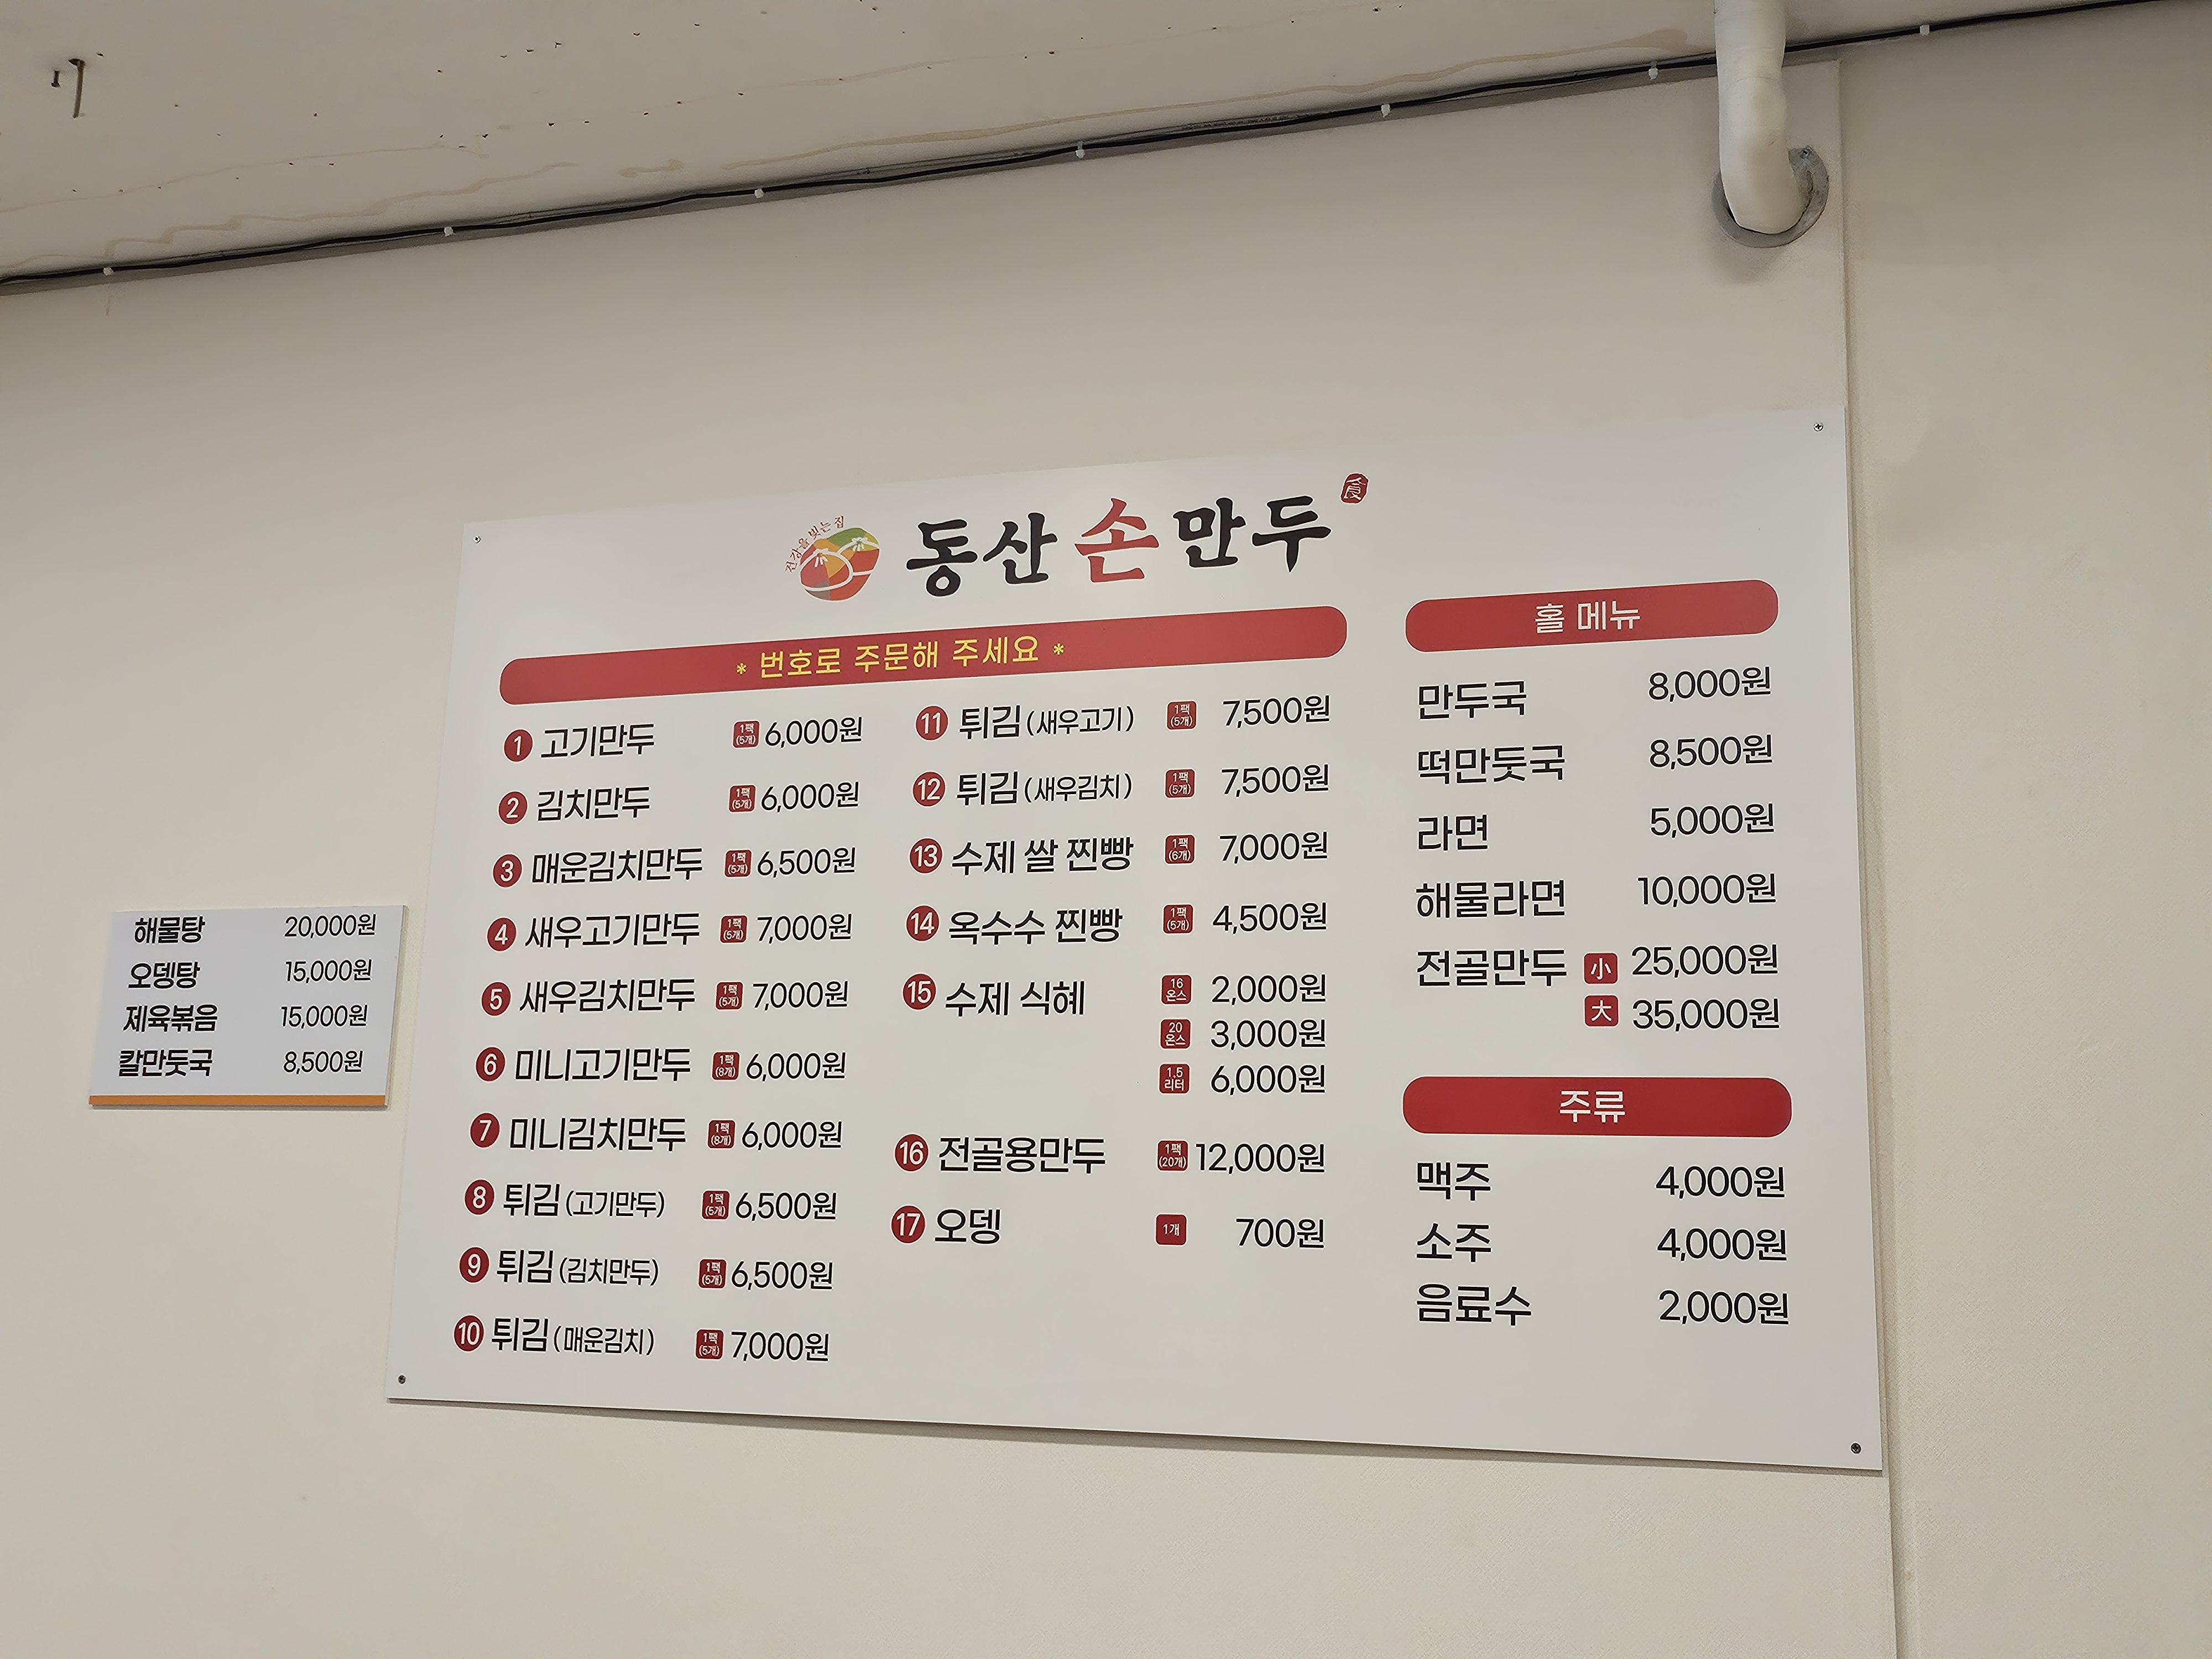 건강을 빚는 집
동산 손만두
食
* 번호로 주문해 주세요 *
1 고기만두 1팩 (5개) 6,000원
2 김치만두 1팩 (5개) 6,000원
3 매운김치만두 1팩 (5개) 6,500원
4 새우고기만두 1팩 (5개) 7,000원
5 새우김치만두 1팩 (5개) 7,000원
6 미니고기만두 1팩 (8개) 6,000원
7 미니김치만두 1팩 (8개) 6,000원
8 튀김 (고기만두) 1팩 (5개) 6,500원
9 튀김 (김치만두) 1팩 (5개) 6,500원
10 튀김 (매운김치) 1팩 (5개) 7,000원
11 튀김 (새우고기) 1팩 (5개) 7,500원
12 튀김 (새우김치) 1팩 (5개) 7,500원
13 수제 쌀 찐빵 1팩 (6개) 7,000원
14 옥수수 찐빵 1팩 (5개) 4,500원
15 수제 식혜 16 온스 2,000원
20 온스 3,000원
1.5 리터 6,000원
16 전골용만두 1팩 (20개) 12,000원
17 오뎅 1개 700원
홀 메뉴
만두국 8,000원
떡만둣국 8,500원
라면 5,000원
해물라면 10,000원
전골만두 小 25,000원
大 35,000원
주류
맥주 4,000원
소주 4,000원
음료수 2,000원
해물탕 20,000원
오뎅탕 15,000원
제육볶음 15,000원
칼만둣국 8,500원